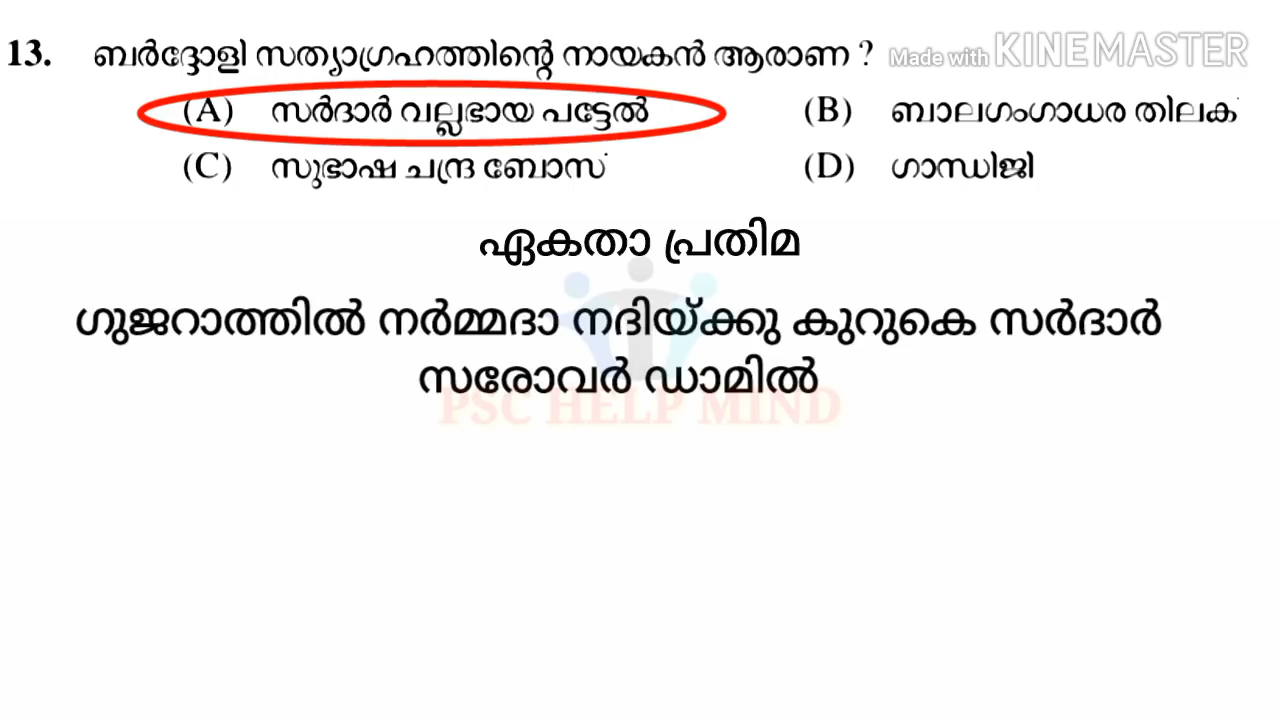 13. ബർദ്ദോളി സത്യാഗ്രഹത്തിന്റെ നായകൻ ആരാണ ? Made with KINEMASTER
(A) സർദാർ വല്ലഭായ പട്ടേൽ (B) ബാലഗംഗാധര തിലക
(C) സുഭാഷ ചന്ദ്ര ബോസ് (D) ഗാന്ധിജി
ഏകതാ പ്രതിമ
ഗുജറാത്തിൽ നർമ്മദാ നദിയ്ക്കു കുറുകെ സർദാർ
സരോവർ ഡാമിൽ
PSC HELP MIND